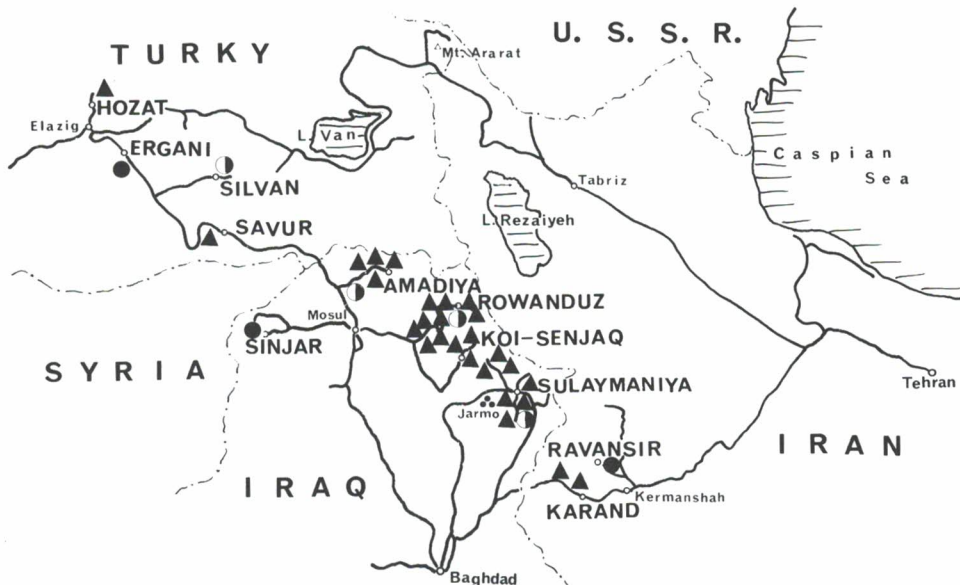 U. S. S. R.
TURKY
Mt. Ararat
HOZAT
Elazig
L. Van
ERGANI
Caspian
Sea
SILVAN
Tabriz
L. Rezaiyeh
SAVUR
AMADIYA
ROWANDUZ
Mosul
KOI-SENJAQ
SINJAR
SYRIA
SULAYMANIYA
Tehran
Jarmo
IRAN
RAVANSIR
IRAQ
Kermanshah
KARAND
Baghdad